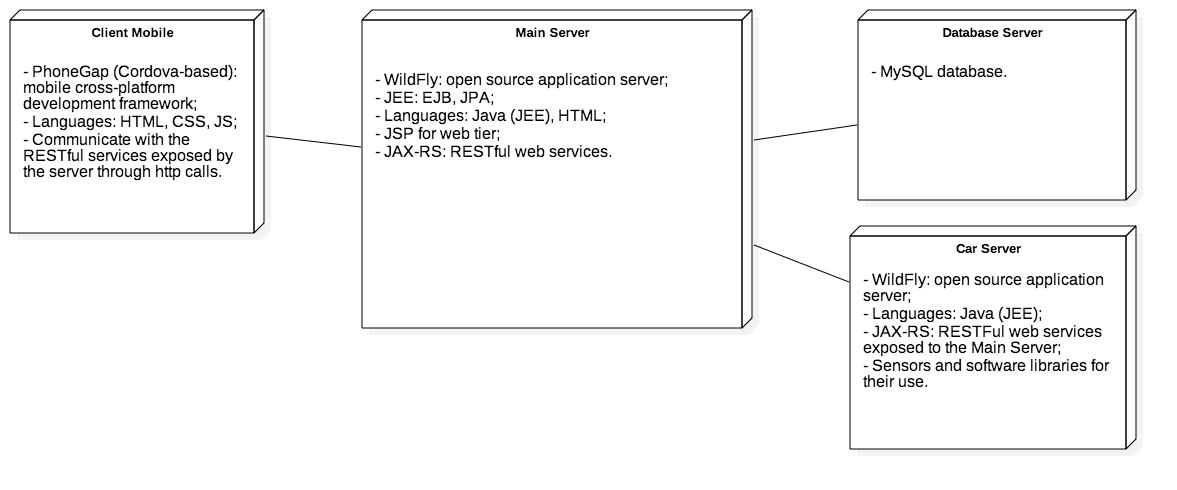 Client Mobile
- PhoneGap (Cordova-based):
mobile cross-platform
development framework;
- Languages: HTML, CSS, JS;
- Communicate with the
RESTful services exposed by
the server through http calls.
Main Server
- WildFly: open source application server;
- JEE: EJB, JPA;
- Languages: Java (JEE), HTML;
- JSP for web tier;
- JAX-RS: RESTful web services.
Database Server
- MySQL database.
Car Server
- WildFly: open source application
server;
- Languages: Java (JEE);
- JAX-RS: RESTFul web services
exposed to the Main Server;
- Sensors and software libraries for
their use.